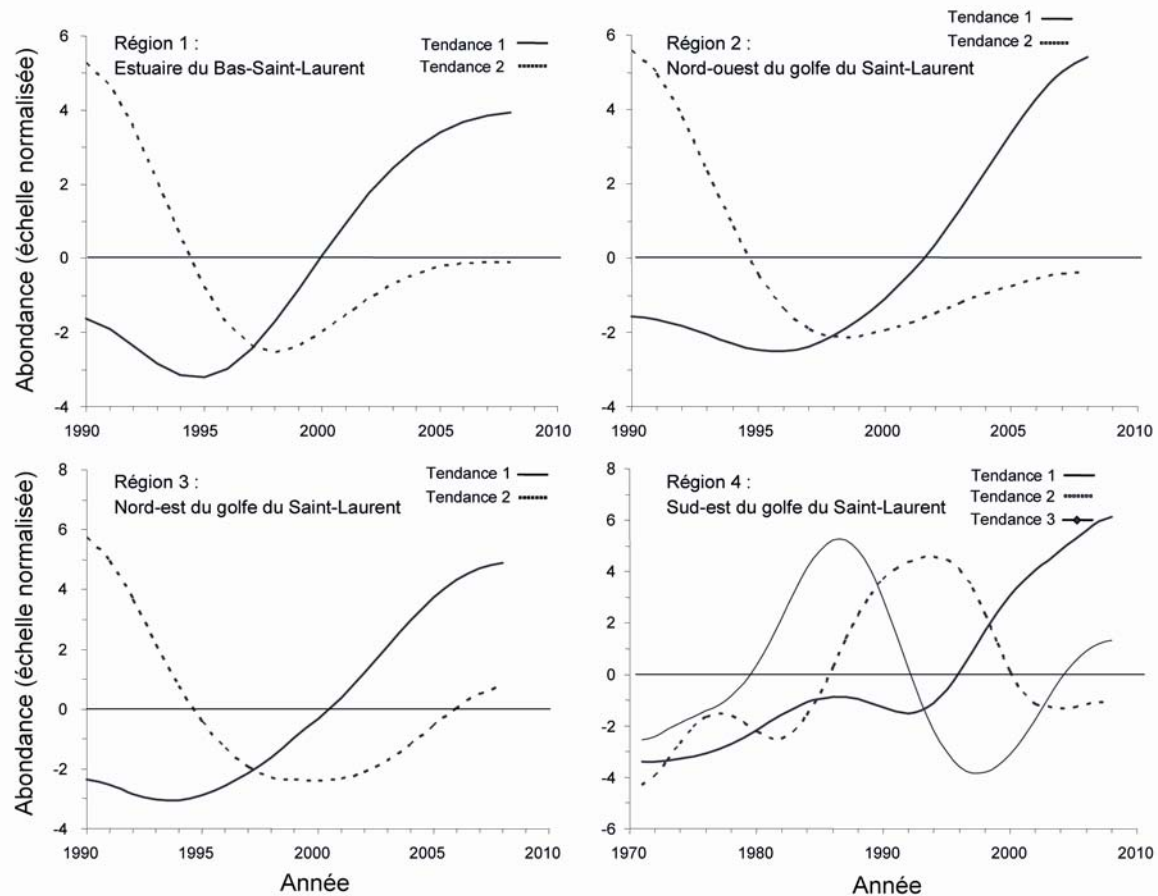 Région 1 :
Estuaire du Bas-Saint-Laurent
Tendance 1
Tendance 2
Abondance (échelle normalisée)
6
4
2
0
-2
-4
1990
1995
2000
2005
2010
Région 2 :
Nord-ouest du golfe du Saint-Laurent
Tendance 1
Tendance 2
6
4
2
0
-2
-4
1990
1995
2000
2005
2010
Région 3 :
Nord-est du golfe du Saint-Laurent
Tendance 1
Tendance 2
Abondance (échelle normalisée)
8
6
4
2
0
-2
-4
1990
1995
2000
2005
2010
Année
Région 4 :
Sud-est du golfe du Saint-Laurent
Tendance 1
Tendance 2
Tendance 3
8
6
4
2
0
-2
-4
-6
1970
1980
1990
2000
2010
Année